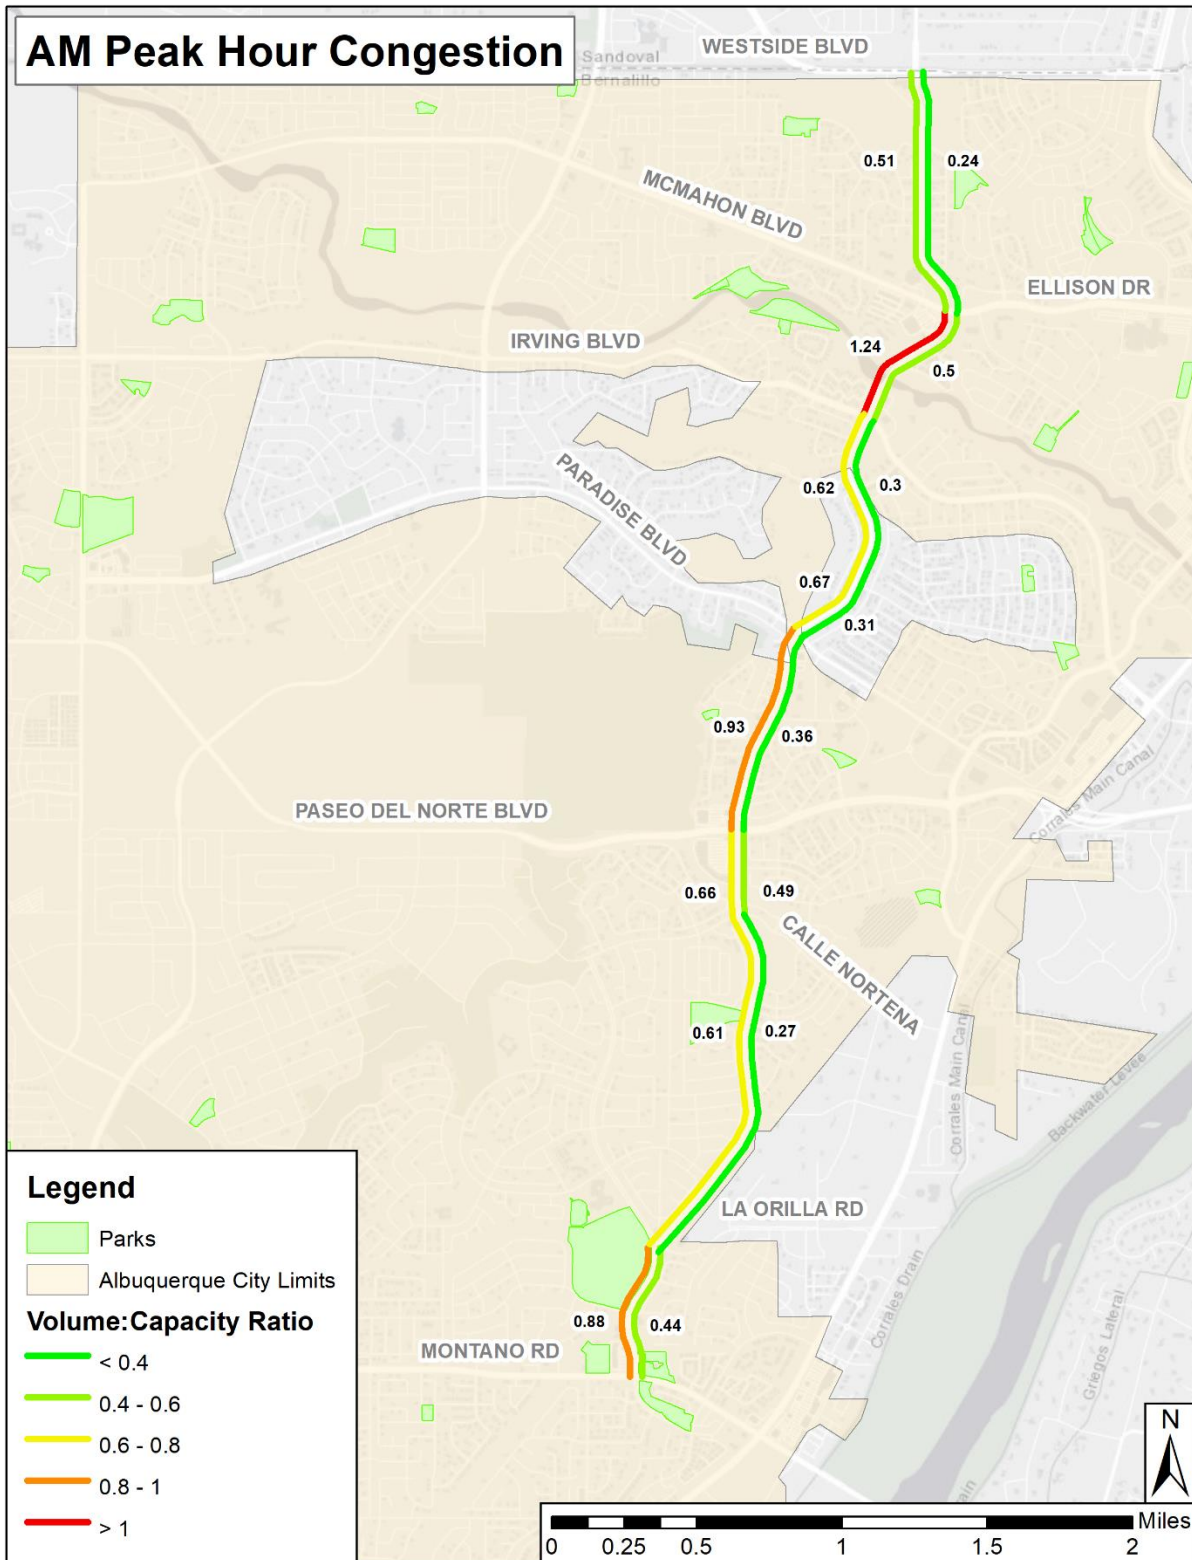 AM Peak Hour Congestion
WESTSIDE BLVD
Sandoval
Bernalillo
0.51
0.24
MCMAHON BLVD
ELLISON DR
IRVING BLVD
1.24
0.5
PARADISE BLVD
0.62
0.3
0.67
0.31
0.93
0.36
Corrales Main Canal
PASEO DEL NORTE BLVD
0.66
0.49
CALLE NORTENA
0.61
0.27
Corrales Main Canal
Backwater Levee
LA ORILLA RD
Corrales Drain
Griegos Lateral
0.88
0.44
MONTANO RD
Legend
Parks
Albuquerque City Limits
Volume:Capacity Ratio
< 0.4
0.4 - 0.6
0.6 - 0.8
0.8 - 1
> 1
N
Miles
0 0.25 0.5 1 1.5 2